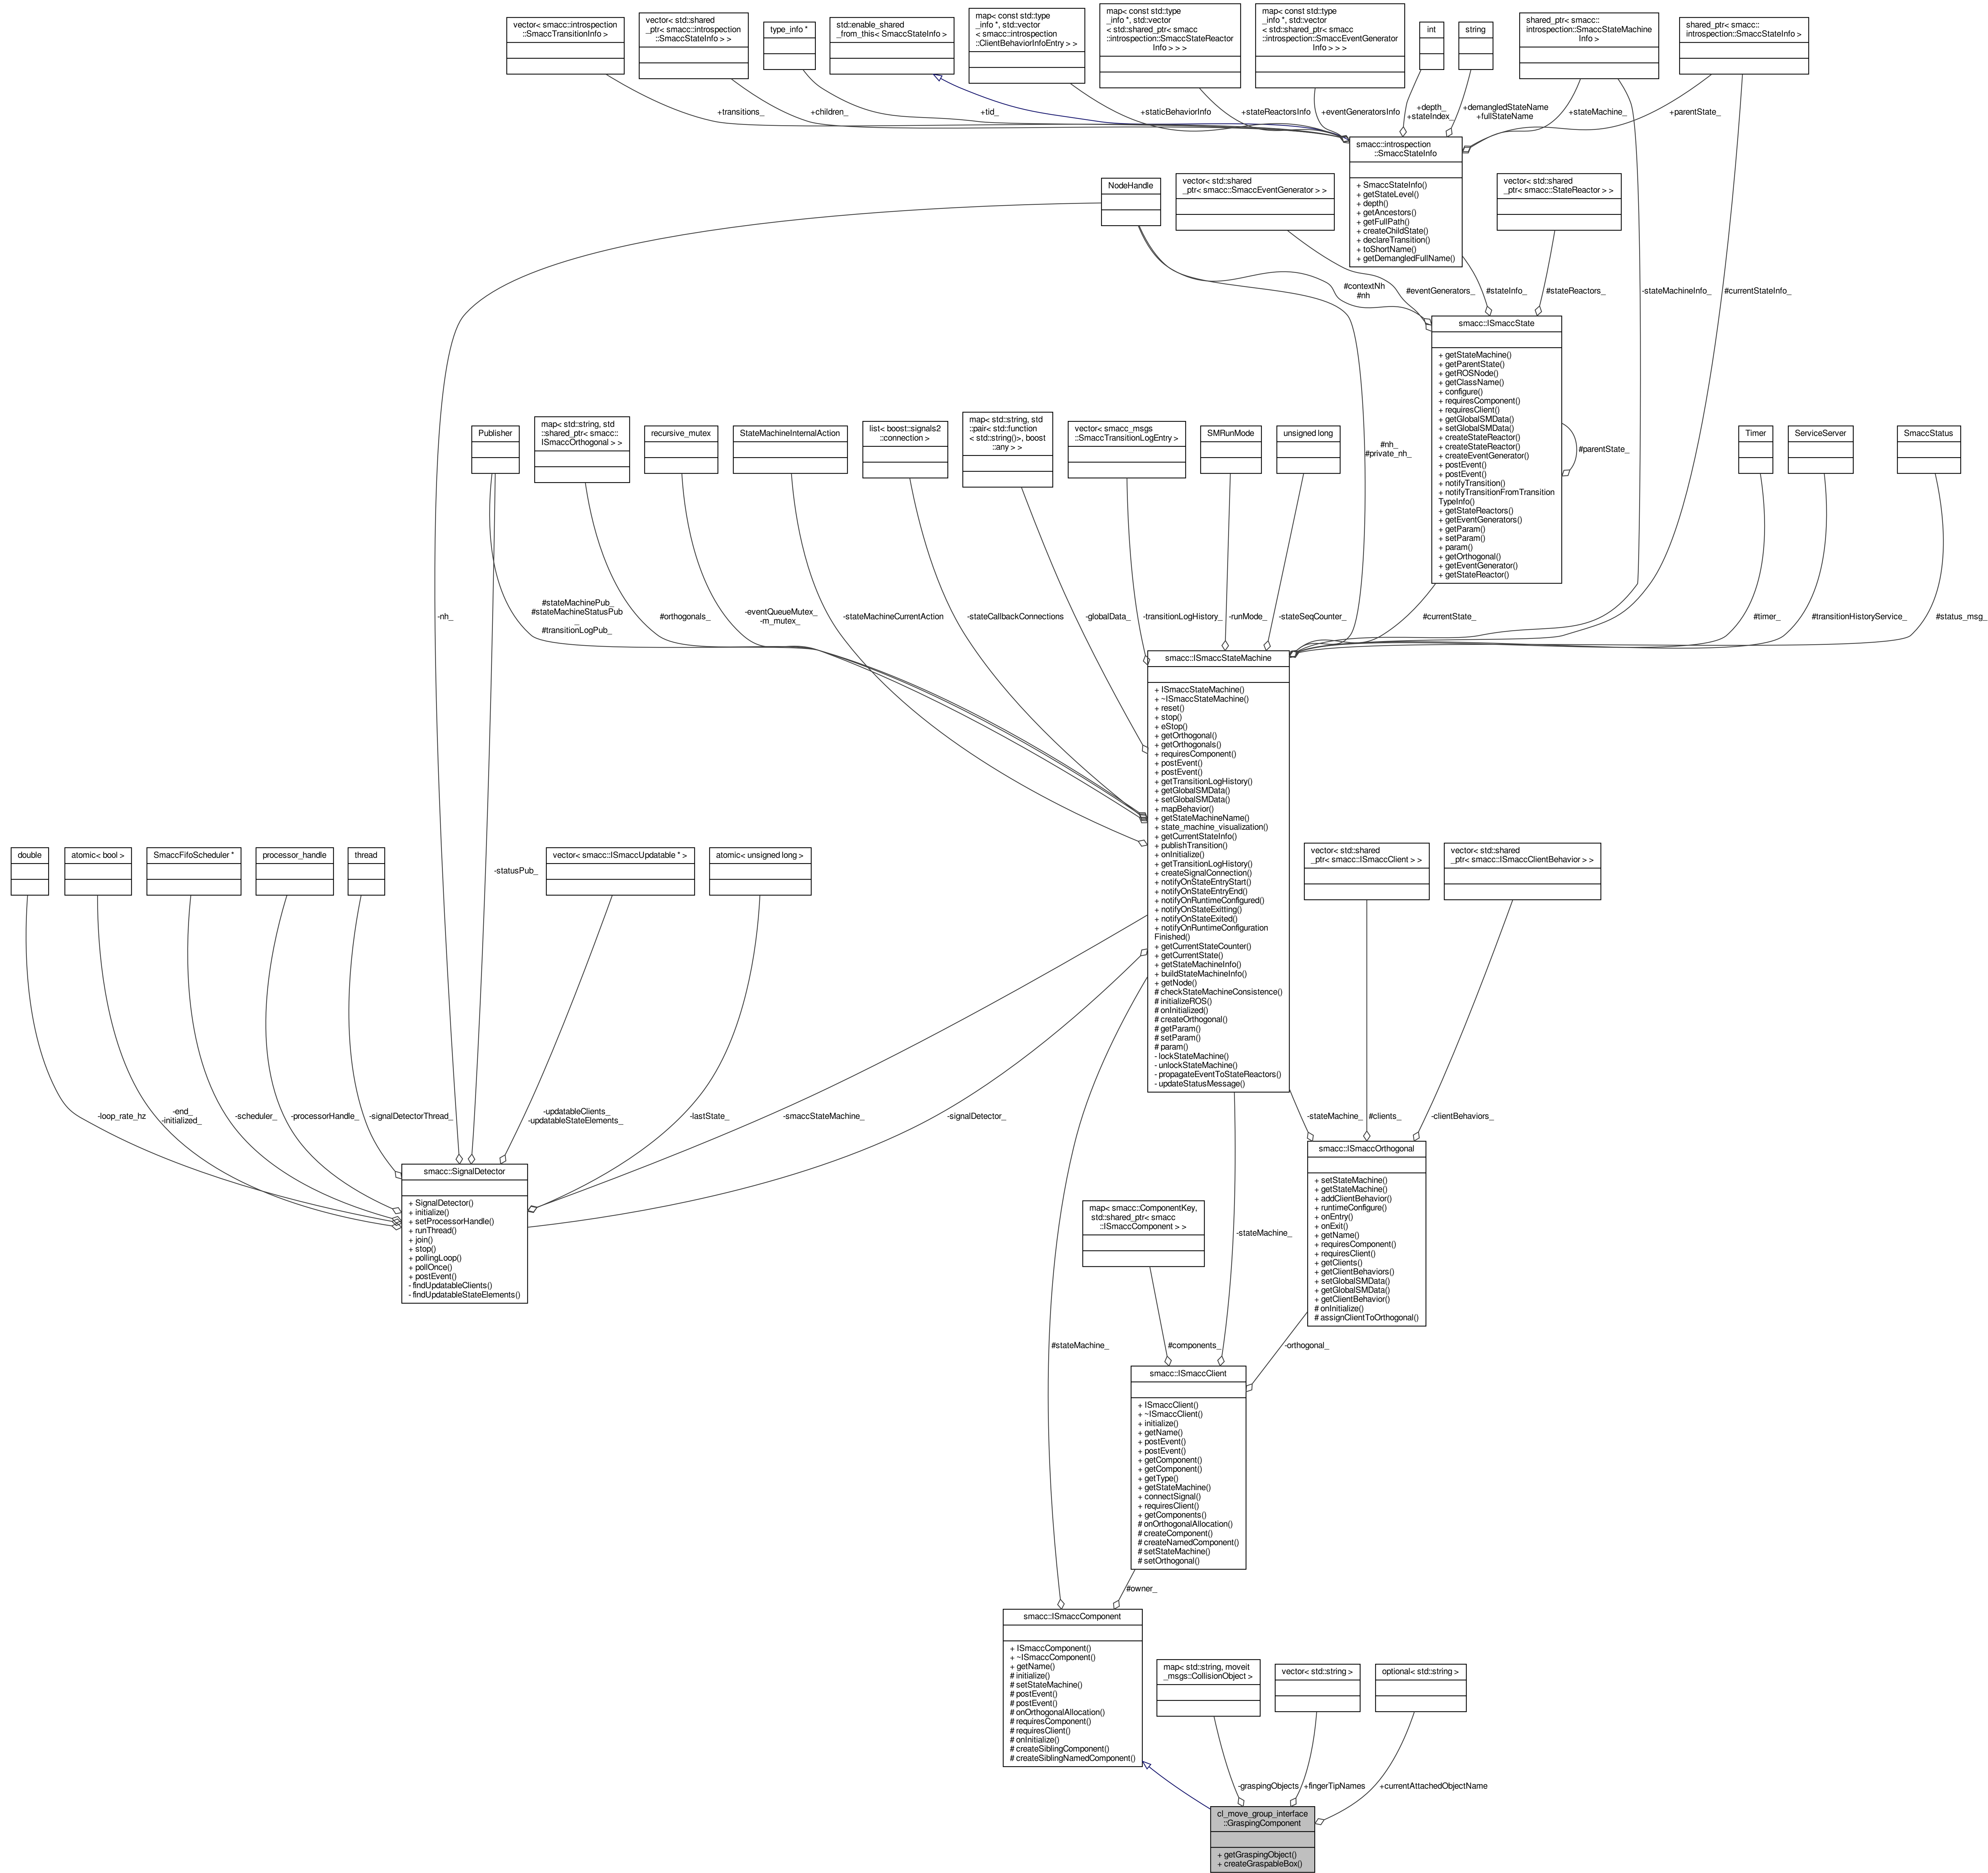 vector< smacc::introspection
::SmaccTransitionInfo >
vector< std::shared
_ptr< smacc::introspection
::SmaccStateInfo > >
type_info *
std::enable_shared
_from_this< SmaccStateInfo >
map< const std::type
_info *, std::vector
< smacc::introspection
::ClientBehaviorInfoEntry > >
map< const std::type
_info *, std::vector
< std::shared_ptr< smacc
::introspection::SmaccStateReactor
Info > > >
map< const std::type
_info *, std::vector
< std::shared_ptr< smacc
::introspection::SmaccEventGenerator
Info > > >
int
string
shared_ptr< smacc::
introspection::SmaccStateMachine
Info >
shared_ptr< smacc::
introspection::SmaccStateInfo >
+transitions_
+children_
+tid_
+staticBehaviorInfo
+stateReactorsInfo
+eventGeneratorsInfo
+depth_
+stateIndex_
+demangledStateName
+fullStateName
+stateMachine_
+parentState_
smacc::introspection
::SmaccStateInfo
+ SmaccStateInfo()
+ getStateLevel()
+ depth()
+ getAncestors()
+ getFullPath()
+ createChildState()
+ declareTransition()
+ toShortName()
+ getDemangledFullName()
NodeHandle
vector< std::shared
_ptr< smacc::SmaccEventGenerator > >
vector< std::shared
_ptr< smacc::StateReactor > >
#contextNh
#nh
#eventGenerators_
#stateInfo_
#stateReactors_
-stateMachineInfo_
#currentStateInfo_
smacc::ISmaccState
+ getStateMachine()
+ getParentState()
+ getROSNode()
+ getClassName()
+ configure()
+ requiresComponent()
+ requiresClient()
+ getGlobalSMData()
+ setGlobalSMData()
+ createStateReactor()
+ createStateReactor()
+ createEventGenerator()
+ postEvent()
+ postEvent()
+ notifyTransition()
+ notifyTransitionFromTransition
TypeInfo()
+ getStateReactors()
+ getEventGenerators()
+ getParam()
+ setParam()
+ param()
+ getOrthogonal()
+ getEventGenerator()
+ getStateReactor()
#parentState_
Publisher
map< std::string, std
::shared_ptr< smacc::
ISmaccOrthogonal > >
recursive_mutex
StateMachineInternalAction
list< boost::signals2
::connection >
map< std::string, std
::pair< std::function
< std::string()>, boost
::any > >
vector< smacc_msgs
::SmaccTransitionLogEntry >
SMRunMode
unsigned long
#nh_
#private_nh_
Timer
ServiceServer
SmaccStatus
-nh_
#stateMachinePub_
#stateMachineStatusPub
_
#transitionLogPub_
#orthogonals_
-eventQueueMutex_
-m_mutex_
-stateMachineCurrentAction
-stateCallbackConnections
-globalData_
-transitionLogHistory_
-runMode_
-stateSeqCounter_
#currentState_
#timer_
#transitionHistoryService_
#status_msg_
smacc::ISmaccStateMachine
+ ISmaccStateMachine()
+ ~ISmaccStateMachine()
+ reset()
+ stop()
+ eStop()
+ getOrthogonal()
+ getOrthogonals()
+ requiresComponent()
+ postEvent()
+ postEvent()
+ getTransitionLogHistory()
+ getGlobalSMData()
+ setGlobalSMData()
+ mapBehavior()
+ getStateMachineName()
+ state_machine_visualization()
+ getCurrentStateInfo()
+ publishTransition()
+ onInitialize()
+ getTransitionLogHistory()
+ createSignalConnection()
+ notifyOnStateEntryStart()
+ notifyOnStateEntryEnd()
+ notifyOnRuntimeConfigured()
+ notifyOnStateExitting()
+ notifyOnStateExited()
+ notifyOnRuntimeConfiguration
Finished()
+ getCurrentStateCounter()
+ getCurrentState()
+ getStateMachineInfo()
+ buildStateMachineInfo()
+ getNode()
# checkStateMachineConsistence()
# initializeROS()
# onInitialized()
# createOrthogonal()
# getParam()
# setParam()
# param()
- lockStateMachine()
- unlockStateMachine()
- propagateEventToStateReactors()
- updateStatusMessage()
double
atomic< bool >
SmaccFifoScheduler *
processor_handle
thread
-statusPub_
vector< smacc::ISmaccUpdatable * >
atomic< unsigned long >
vector< std::shared
_ptr< smacc::ISmaccClient > >
vector< std::shared
_ptr< smacc::ISmaccClientBehavior > >
-loop_rate_hz
-end_
-initialized_
-scheduler_
-processorHandle_
-signalDetectorThread_
-updatableClients_
-updatableStateElements_
-lastState_
-smaccStateMachine_
-signalDetector_
-stateMachine_
#clients_
-clientBehaviors_
smacc::SignalDetector
+ SignalDetector()
+ initialize()
+ setProcessorHandle()
+ runThread()
+ join()
+ stop()
+ pollingLoop()
+ pollOnce()
+ postEvent()
- findUpdatableClients()
- findUpdatableStateElements()
smacc::ISmaccOrthogonal
+ setStateMachine()
+ getStateMachine()
+ addClientBehavior()
+ runtimeConfigure()
+ onEntry()
+ onExit()
+ getName()
+ requiresComponent()
+ requiresClient()
+ getClients()
+ getClientBehaviors()
+ setGlobalSMData()
+ getGlobalSMData()
+ getClientBehavior()
# onInitialize()
# assignClientToOrthogonal()
map< smacc::ComponentKey,
std::shared_ptr< smacc
::ISmaccComponent > >
-stateMachine_
#stateMachine_
#components_
-orthogonal_
smacc::ISmaccClient
+ ISmaccClient()
+ ~ISmaccClient()
+ initialize()
+ getName()
+ postEvent()
+ postEvent()
+ getComponent()
+ getComponent()
+ getType()
+ getStateMachine()
+ connectSignal()
+ requiresClient()
+ getComponents()
# onOrthogonalAllocation()
# createComponent()
# createNamedComponent()
# setStateMachine()
# setOrthogonal()
#owner_
smacc::ISmaccComponent
+ ISmaccComponent()
+ ~ISmaccComponent()
+ getName()
# initialize()
# setStateMachine()
# postEvent()
# postEvent()
# onOrthogonalAllocation()
# requiresComponent()
# requiresClient()
# onInitialize()
# createSiblingComponent()
# createSiblingNamedComponent()
map< std::string, moveit
_msgs::CollisionObject >
vector< std::string >
optional< std::string >
-graspingObjects
+fingerTipNames
+currentAttachedObjectName
cl_move_group_interface
::GraspingComponent
+ getGraspingObject()
+ createGraspableBox()